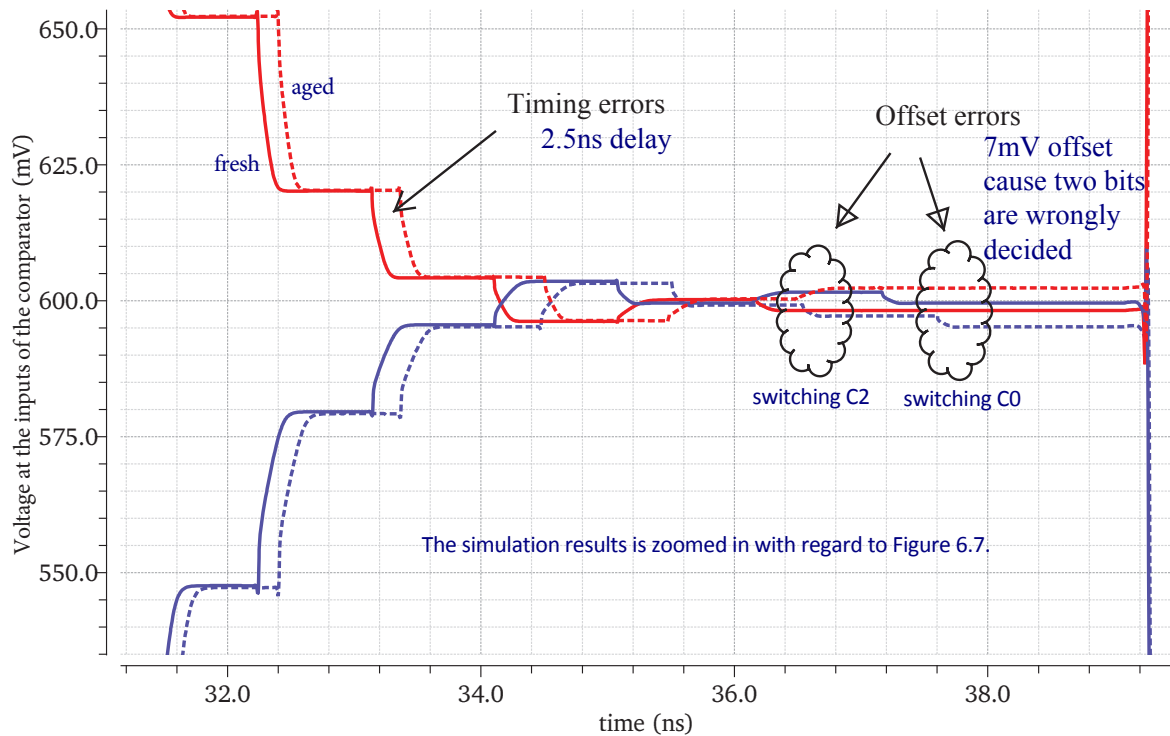 650.0
625.0
600.0
575.0
550.0
Voltage at the inputs of the comparator (mV)
aged
fresh
Timing errors
2.5ns delay
Offset errors
7mV offset
cause two bits
are wrongly
decided
switching C2
switching C0
The simulation results is zoomed in with regard to Figure 6.7.
32.0
34.0
36.0
38.0
time (ns)